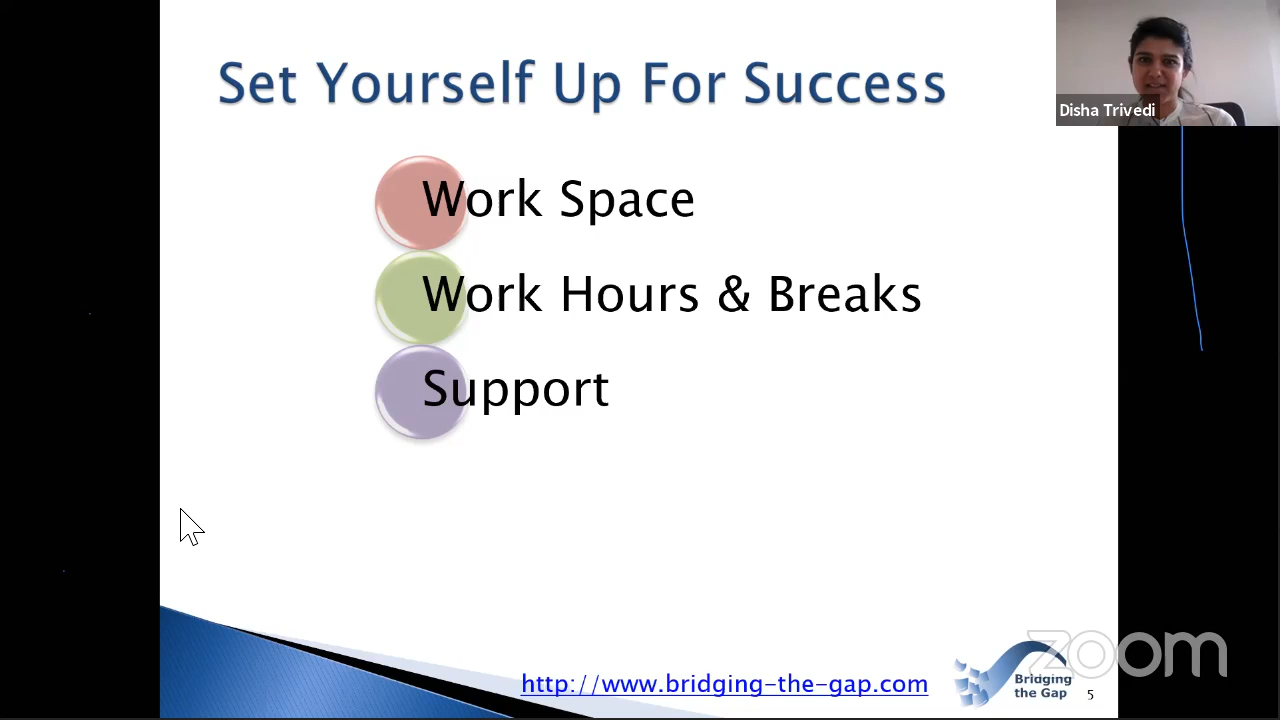 Set Yourself Up For Success
Disha Trivedi
Work Space
Work Hours & Breaks
Support
http://www.bridging-the-gap.com
Bridging
the Gap
5
zoom